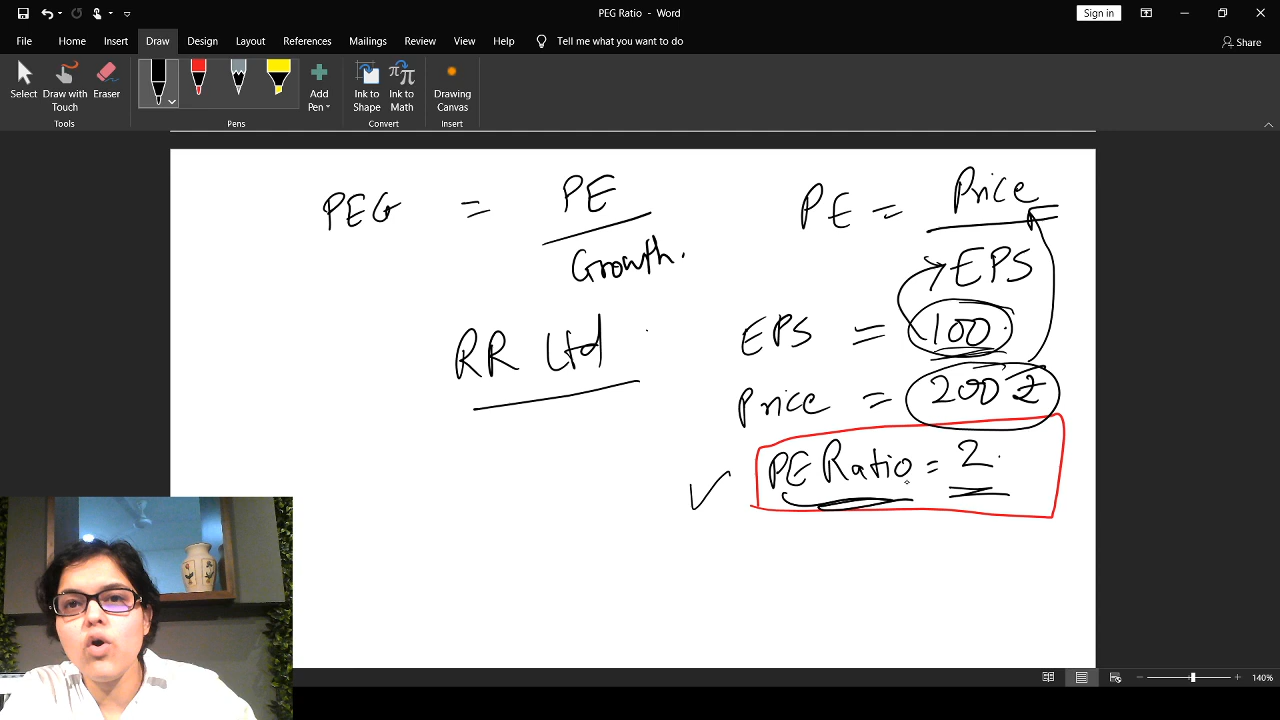 PEG Ratio - Word
Sign in
File Home Insert Draw Design Layout References Mailings Review View Help Tell me what you want to do
Share
Select
Draw with Touch
Eraser
Add Pen
Ink to Shape
Ink to Math
Drawing Canvas
Tools
Pens
Convert
Insert
PEG = PE
Growth.
PE = Price
EPS
RR Ltd
EPS = 100
Price = 200 ₹
PE Ratio = 2
140%